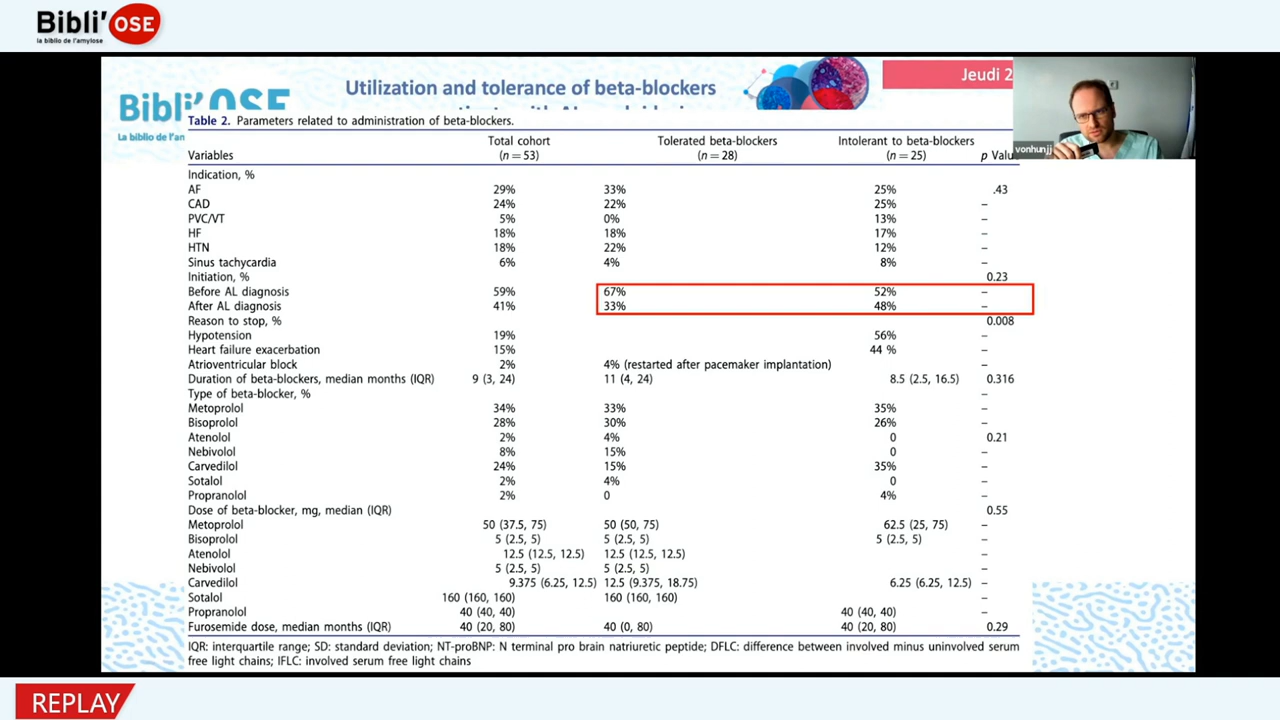 Bibli'OSE
la biblio de l'amylose
Utilization and tolerance of beta-blockers
Jeudi 2
Bibli'OSE
La biblio de l'am
vonhunjj
Table 2. Parameters related to administration of beta-blockers.
Total cohort Tolerated beta-blockers Intolerant to beta-blockers
Variables (n = 53) (n = 28) (n = 25) p Valu
Indication, %
AF 29% 33% 25% .43
CAD 24% 22% 25% –
PVC/VT 5% 0% 13% –
HF 18% 18% 17% –
HTN 18% 22% 12% –
Sinus tachycardia 6% 4% 8% –
Initiation, % 0.23
Before AL diagnosis 59% 67% 52% –
After AL diagnosis 41% 33% 48% –
Reason to stop, % 0.008
Hypotension 19% 56% –
Heart failure exacerbation 15% 44 % –
Atrioventricular block 2% 4% (restarted after pacemaker implantation) –
Duration of beta-blockers, median months (IQR) 9 (3, 24) 11 (4, 24) 8.5 (2.5, 16.5) 0.316
Type of beta-blocker, % –
Metoprolol 34% 33% 35% –
Bisoprolol 28% 30% 26% –
Atenolol 2% 4% 0 0.21
Nebivolol 8% 15% 0 –
Carvedilol 24% 15% 35% –
Sotalol 2% 4% 0 –
Propranolol 2% 0 4% –
Dose of beta-blocker, mg, median (IQR) 0.55
Metoprolol 50 (37.5, 75) 50 (50, 75) 62.5 (25, 75) –
Bisoprolol 5 (2.5, 5) 5 (2.5, 5) 5 (2.5, 5) –
Atenolol 12.5 (12.5, 12.5) 12.5 (12.5, 12.5) –
Nebivolol 5 (2.5, 5) 5 (2.5, 5) –
Carvedilol 9.375 (6.25, 12.5) 12.5 (9.375, 18.75) 6.25 (6.25, 12.5) –
Sotalol 160 (160, 160) 160 (160, 160) –
Propranolol 40 (40, 40) 40 (40, 40) –
Furosemide dose, median months (IQR) 40 (20, 80) 40 (0, 80) 40 (20, 80) 0.29
IQR: interquartile range; SD: standard deviation; NT-proBNP: N terminal pro brain natriuretic peptide; DFLC: difference between involved minus uninvolved serum
free light chains; IFLC: involved serum free light chains
REPLAY